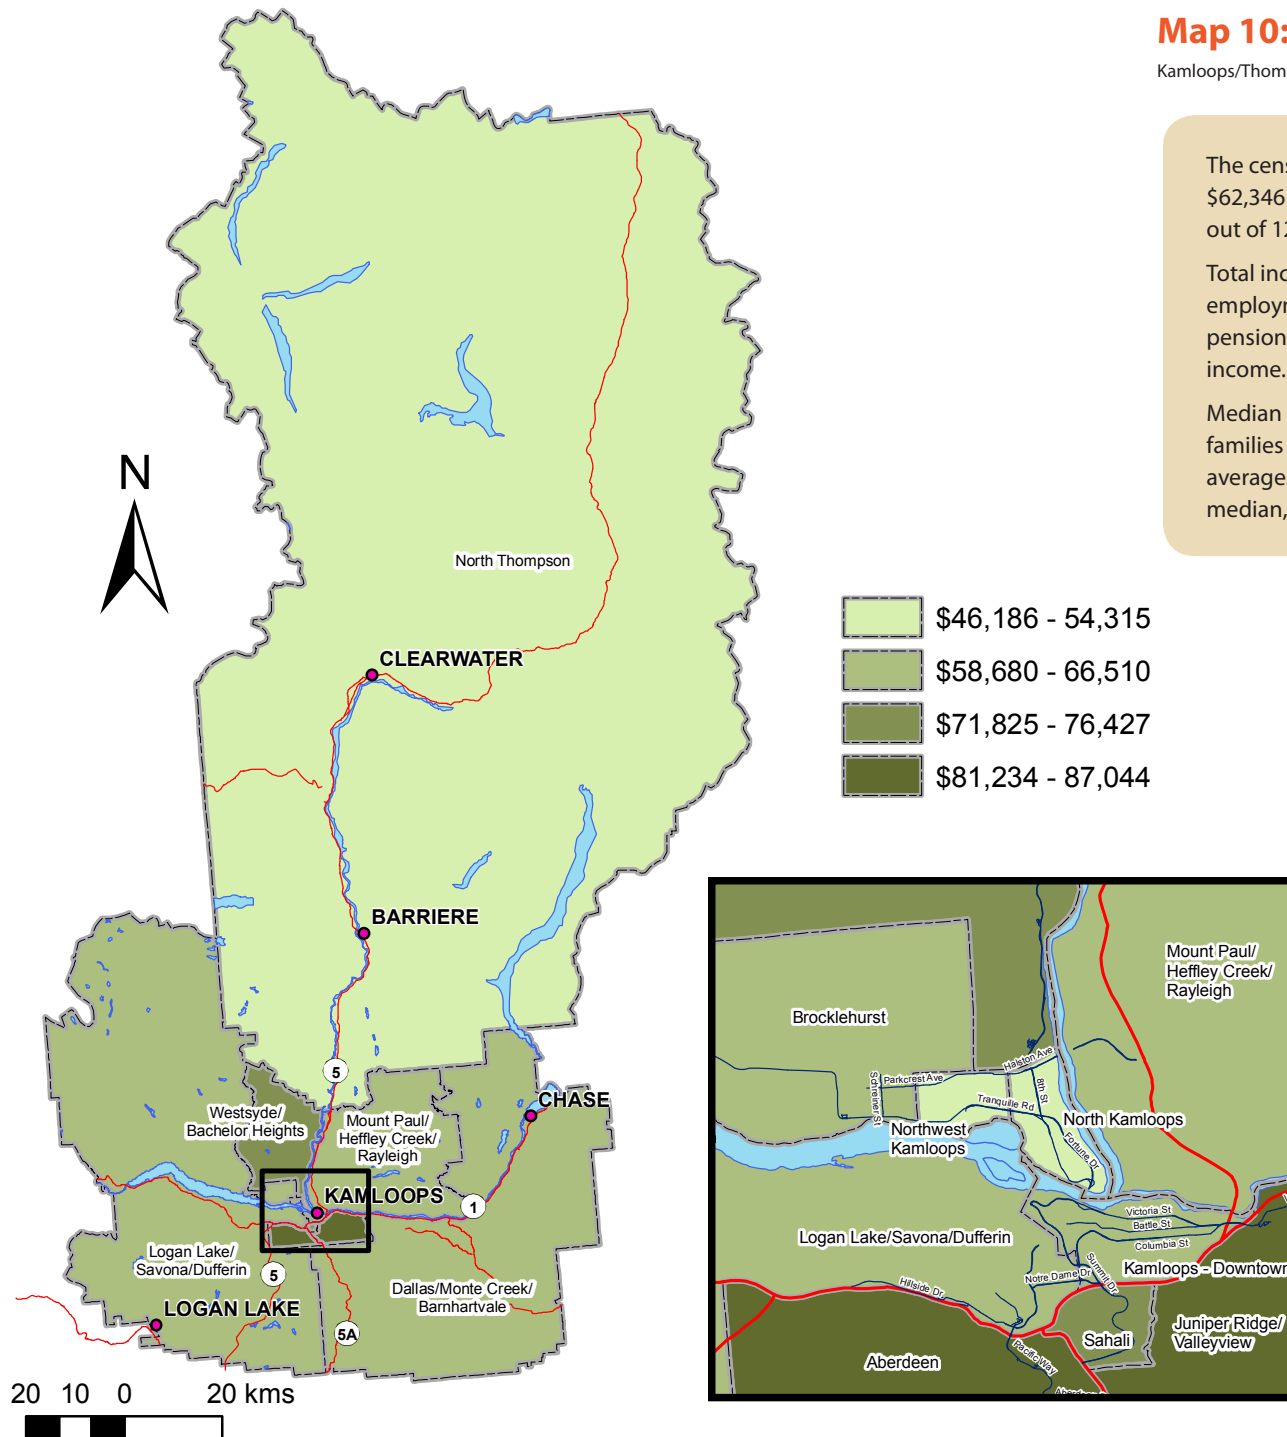 Map 10:
Kamloops/Thom
The cens
$62,346
out of 12
Total inc
employm
pension
income.
Median
families
average
median,
N
North Thompson
CLEARWATER
$46,186 - 54,315
$58,680 - 66,510
$71,825 - 76,427
$81,234 - 87,044
BARRIERE
5
CHASE
Westsyde/
Bachelor Heights
Mount Paul/
Heffley Creek/
Rayleigh
KAMLOOPS
1
Logan Lake/
Savona/Dufferin
5
Dallas/Monte Creek/
Barnhartvale
LOGAN LAKE
5A
20 10 0 20 kms
Mount Paul/
Heffley Creek/
Rayleigh
Brocklehurst
Halston Ave
Parkcrest Ave
Schreiner St
8th St
Tranquille Rd
North Kamloops
Northwest
Kamloops
Fortune Dr
Victoria St
Battle St
Columbia St
Logan Lake/Savona/Dufferin
Summit Dr
Notre Dame Dr
Kamloops - Downtown
Hillside Dr
Juniper Ridge/
Valleyview
Sahali
Pacific Way
Aberdeen